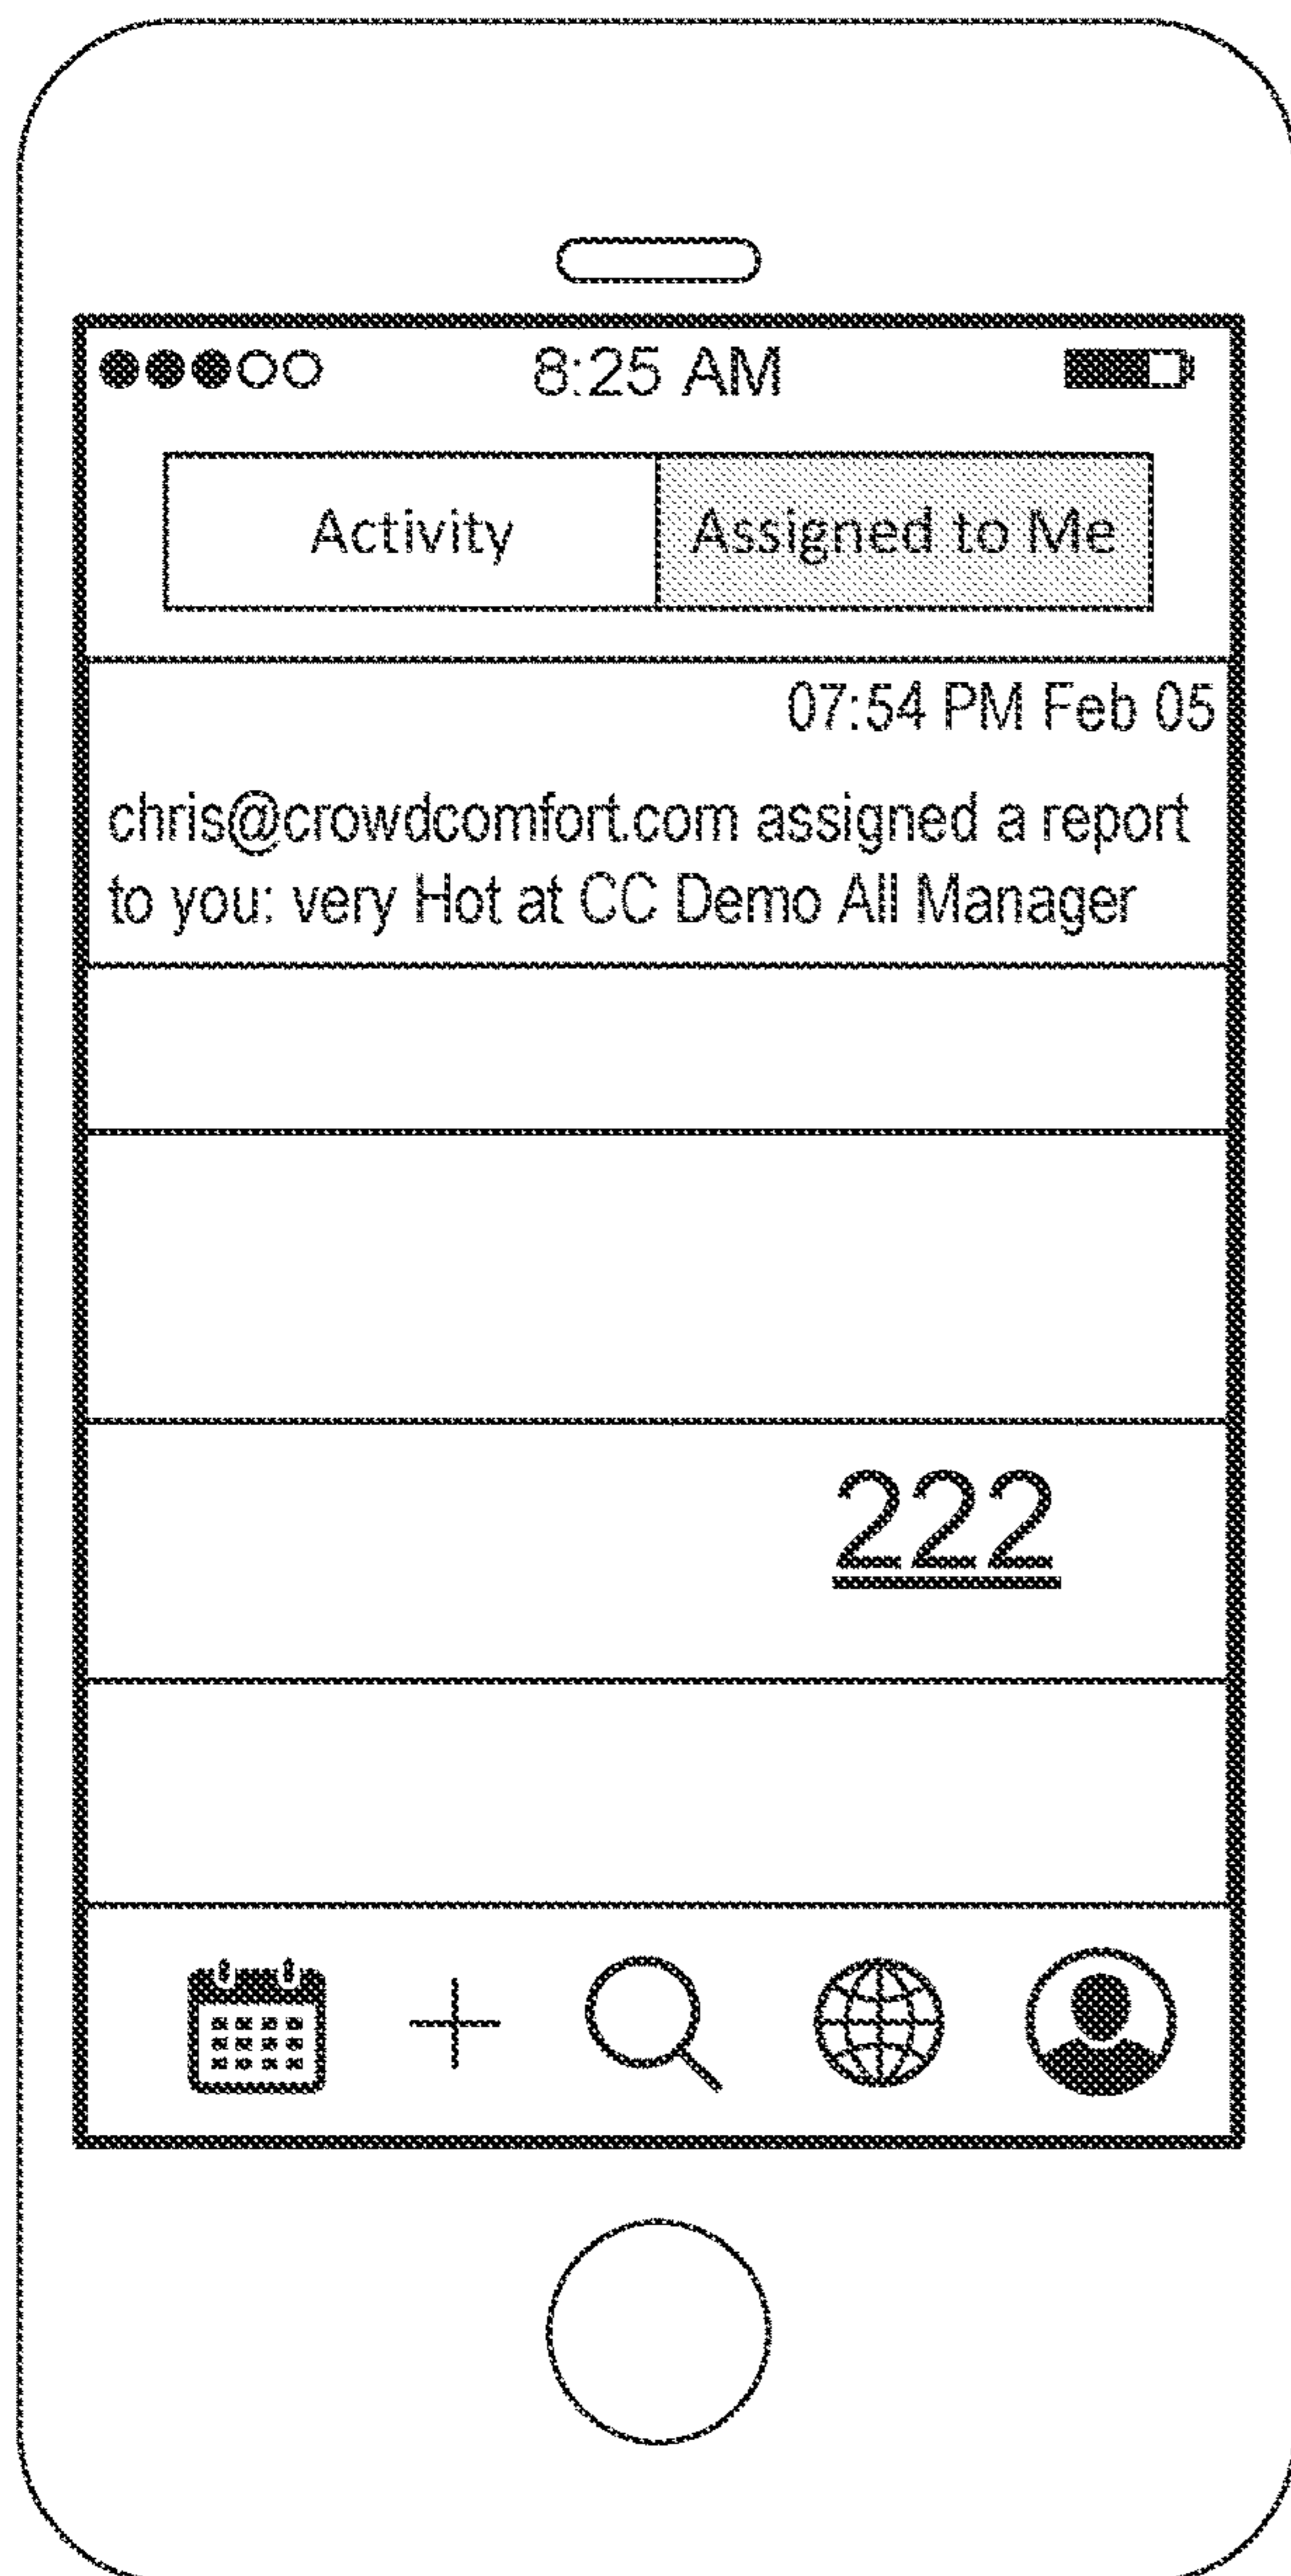 8:25 AM
Activity
Assigned to Me
07:54 PM Feb 05
chris@crowdcomfort.com assigned a report
to you: very Hot at CC Demo All Manager
222